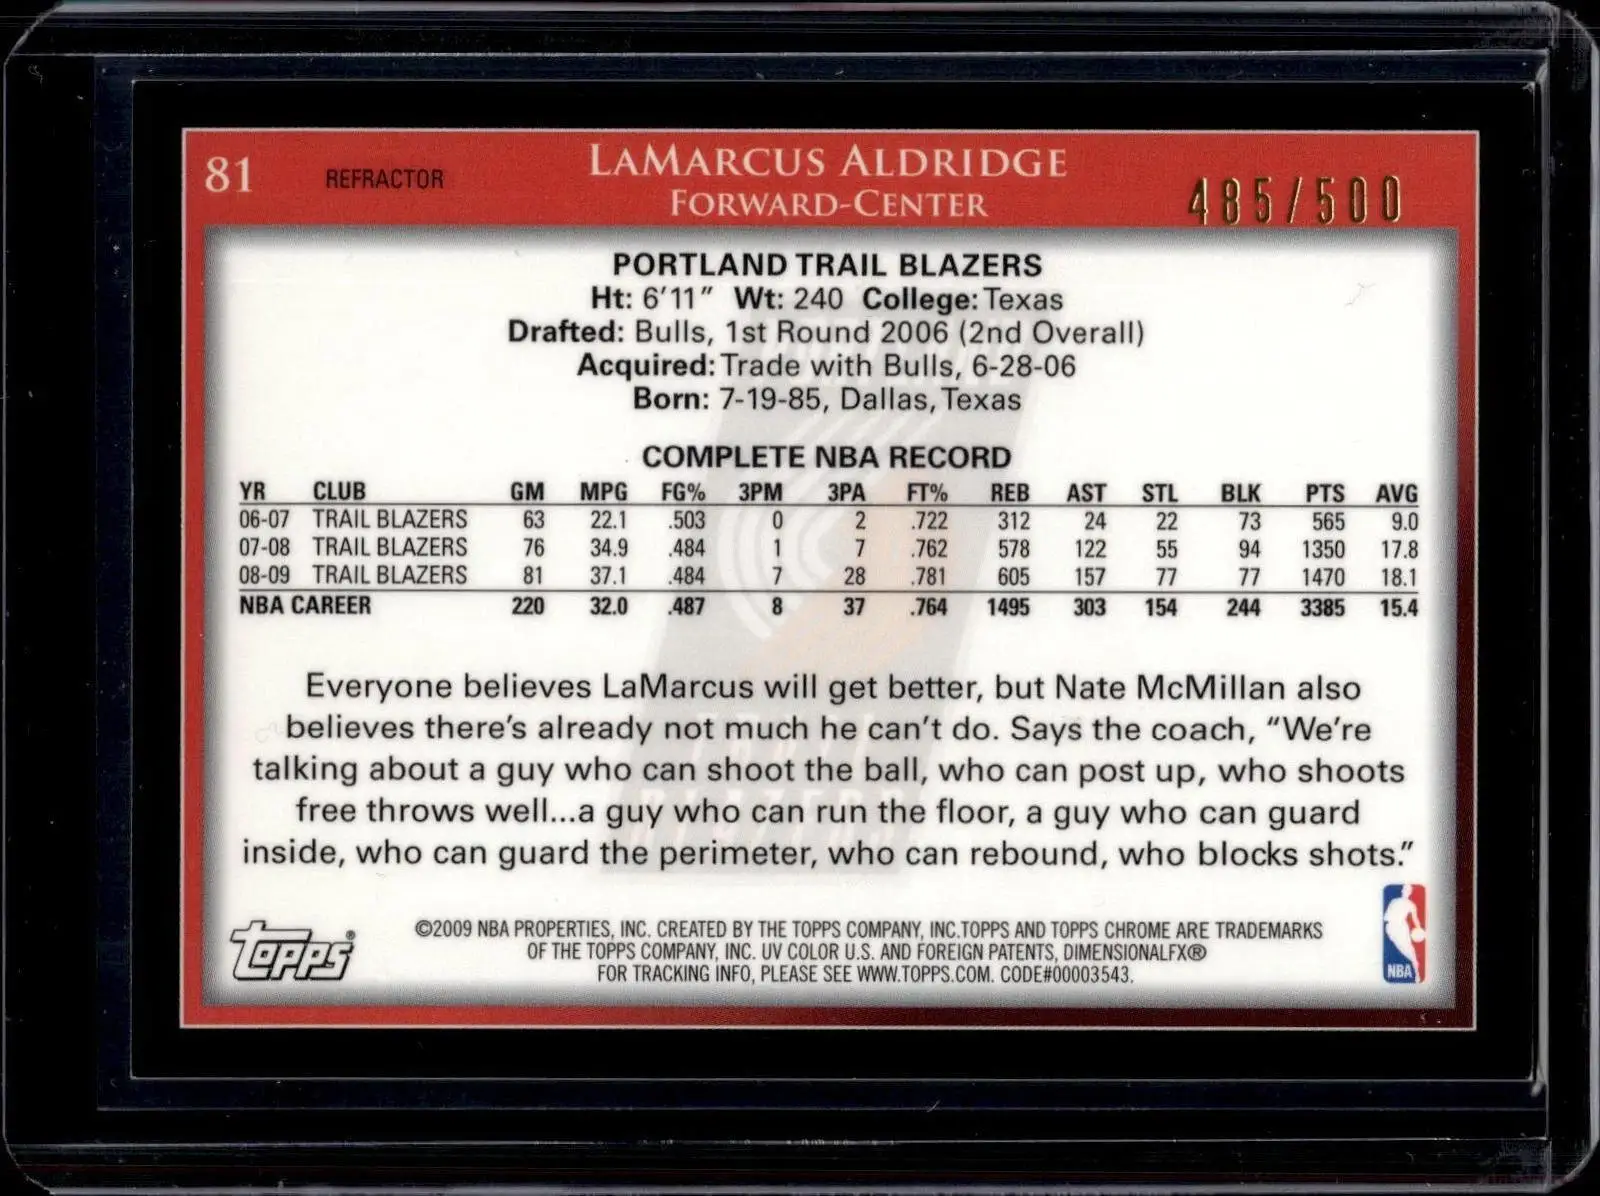 81 REFRACTOR LAMARCUS ALDRIDGE 485/500
FORWARD-CENTER
PORTLAND TRAIL BLAZERS
Ht: 6'11" Wt: 240 College: Texas
Drafted: Bulls, 1st Round 2006 (2nd Overall)
Acquired: Trade with Bulls, 6-28-06
Born: 7-19-85, Dallas, Texas
COMPLETE NBA RECORD
YR CLUB GM MPG FG% 3PM 3PA FT% REB AST STL BLK PTS AVG
06-07 TRAIL BLAZERS 63 22.1 .503 0 2 .722 312 24 22 73 565 9.0
07-08 TRAIL BLAZERS 76 34.9 .484 1 7 .762 578 122 55 94 1350 17.8
08-09 TRAIL BLAZERS 81 37.1 .484 7 28 .781 605 157 77 77 1470 18.1
NBA CAREER 220 32.0 .487 8 37 .764 1495 303 154 244 3385 15.4
Everyone believes LaMarcus will get better, but Nate McMillan also
believes there's already not much he can't do. Says the coach, "We're
talking about a guy who can shoot the ball, who can post up, who shoots
free throws well...a guy who can run the floor, a guy who can guard
inside, who can guard the perimeter, who can rebound, who blocks shots."
TOPPS®
©2009 NBA PROPERTIES, INC. CREATED BY THE TOPPS COMPANY, INC.TOPPS AND TOPPS CHROME ARE TRADEMARKS
OF THE TOPPS COMPANY, INC. UV COLOR U.S. AND FOREIGN PATENTS, DIMENSIONALFX®
FOR TRACKING INFO, PLEASE SEE WWW.TOPPS.COM. CODE#00003543.
NBA